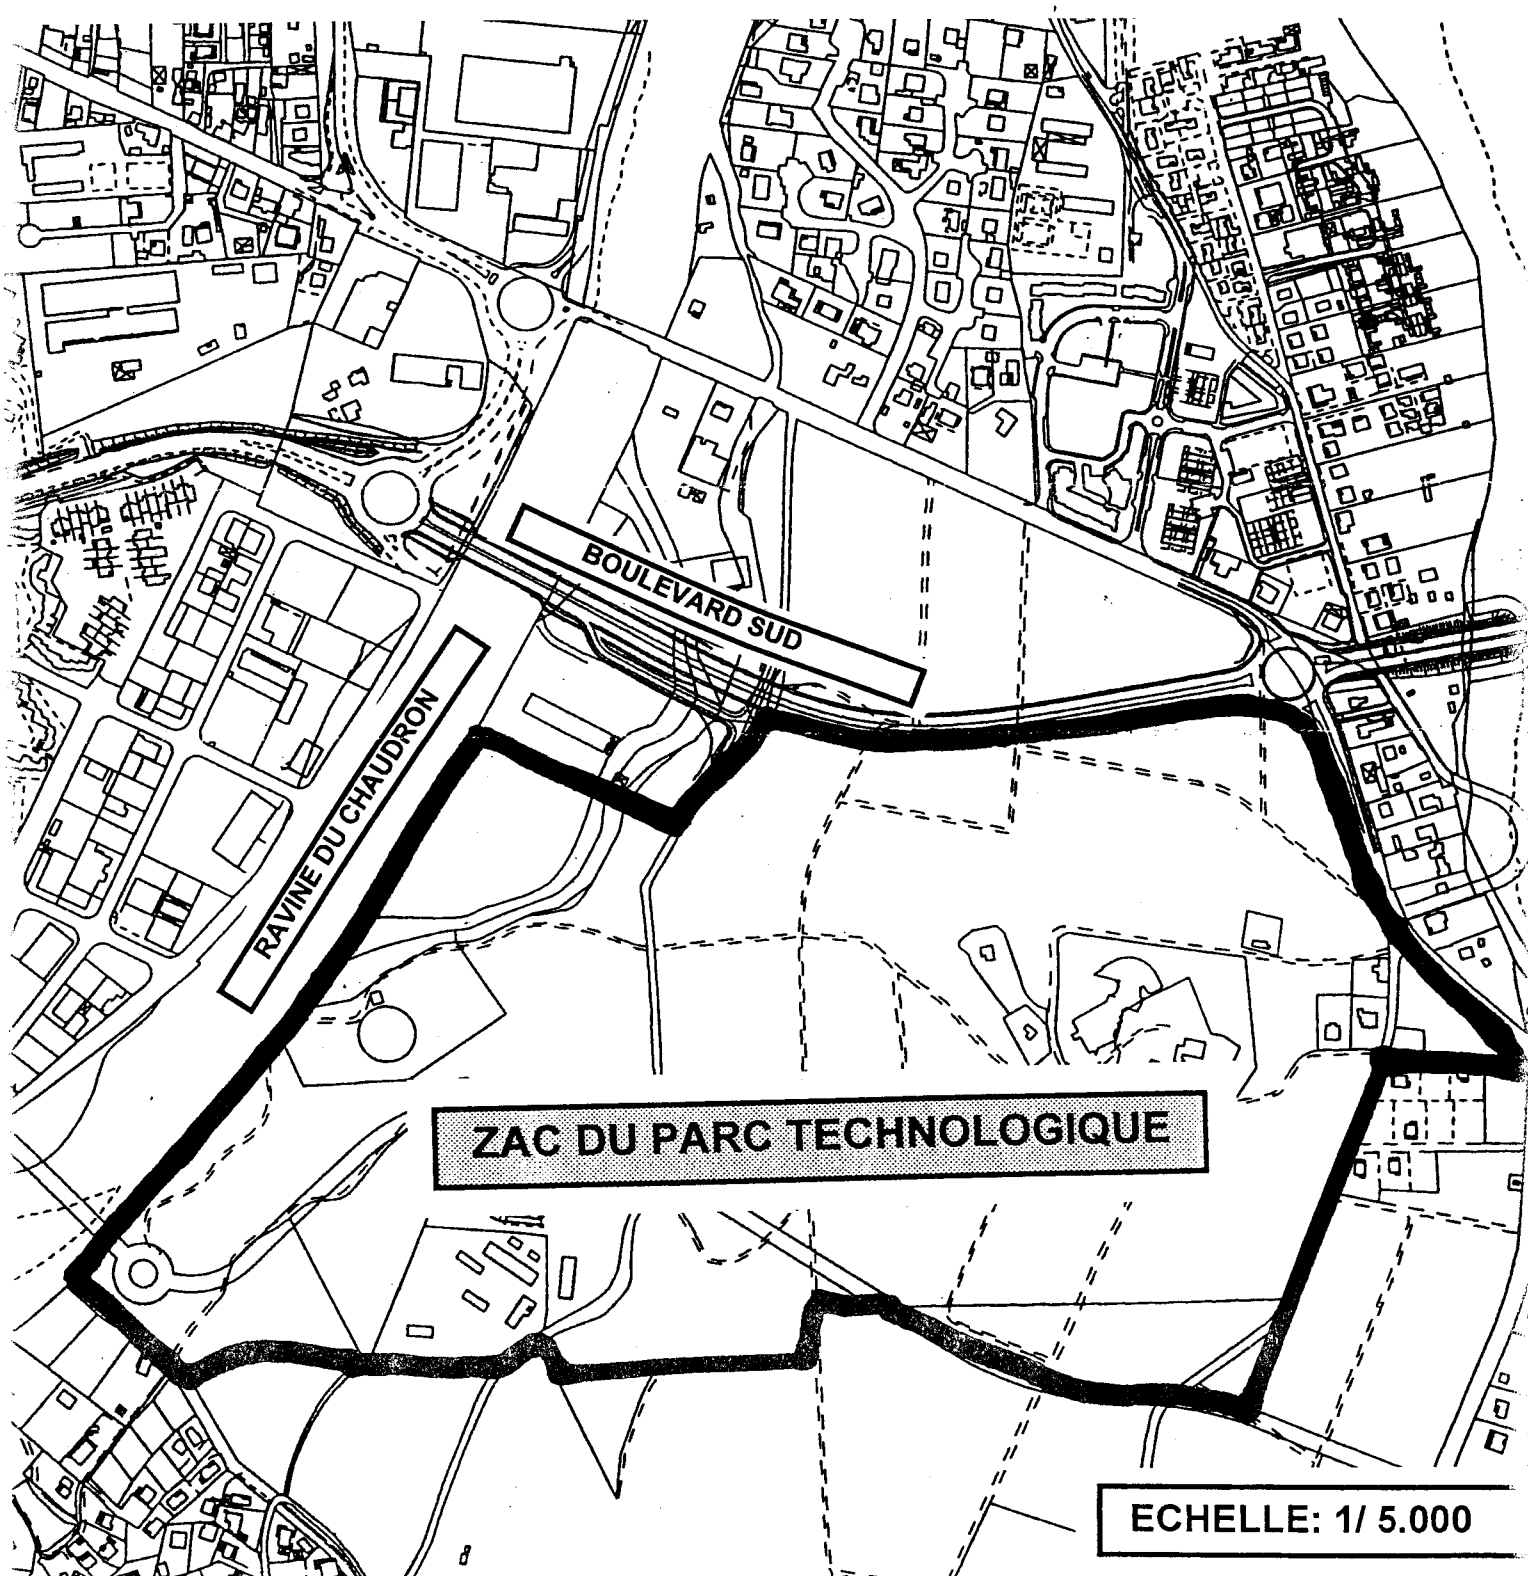 BOULEVARD SUD
RAVINE DU CHAUDRON
ZAC DU PARC TECHNOLOGIQUE
ECHELLE: 1/ 5.000